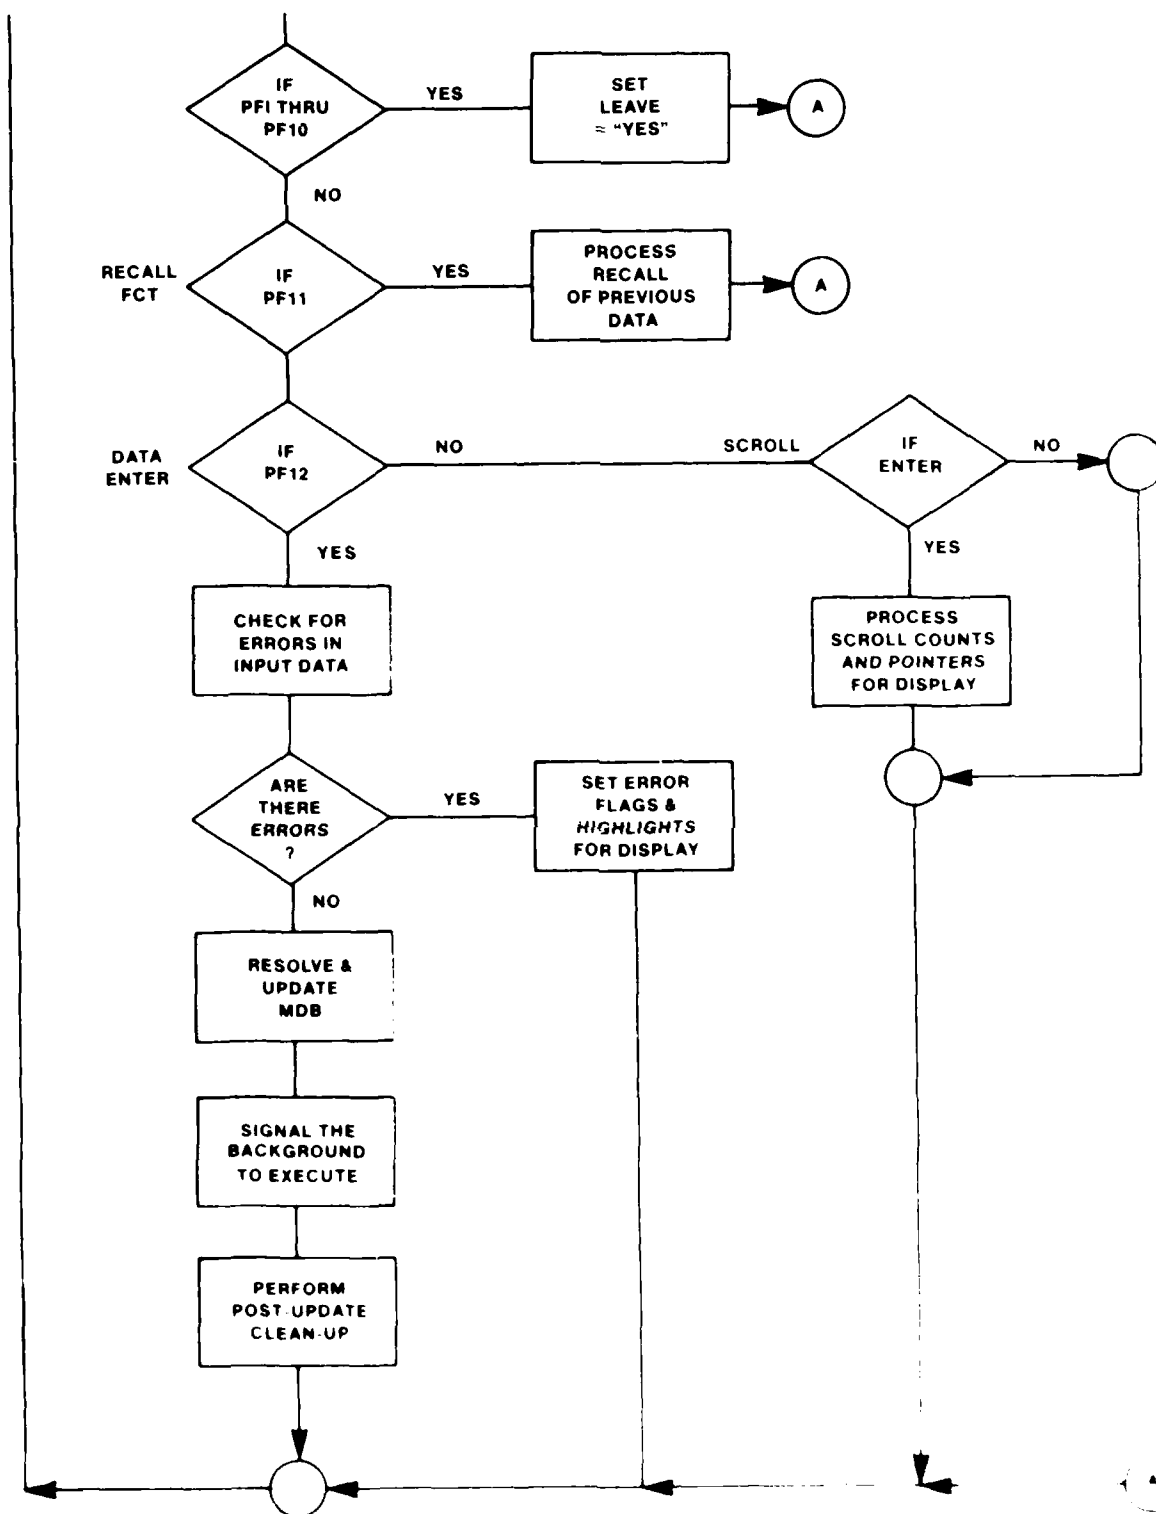 IF
PFI THRU
PF10
YES
SET
LEAVE
= "YES"
A
NO
RECALL
FCT
IF
PF11
YES
PROCESS
RECALL
OF PREVIOUS
DATA
A
DATA
ENTER
IF
PF12
NO
SCROLL
IF
ENTER
NO
YES
YES
CHECK FOR
ERRORS IN
INPUT DATA
PROCESS
SCROLL COUNTS
AND POINTERS
FOR DISPLAY
ARE
THERE
ERRORS
?
YES
SET ERROR
FLAGS &
HIGHLIGHTS
FOR DISPLAY
NO
RESOLVE &
UPDATE
MDB
SIGNAL THE
BACKGROUND
TO EXECUTE
PERFORM
POST-UPDATE
CLEAN-UP